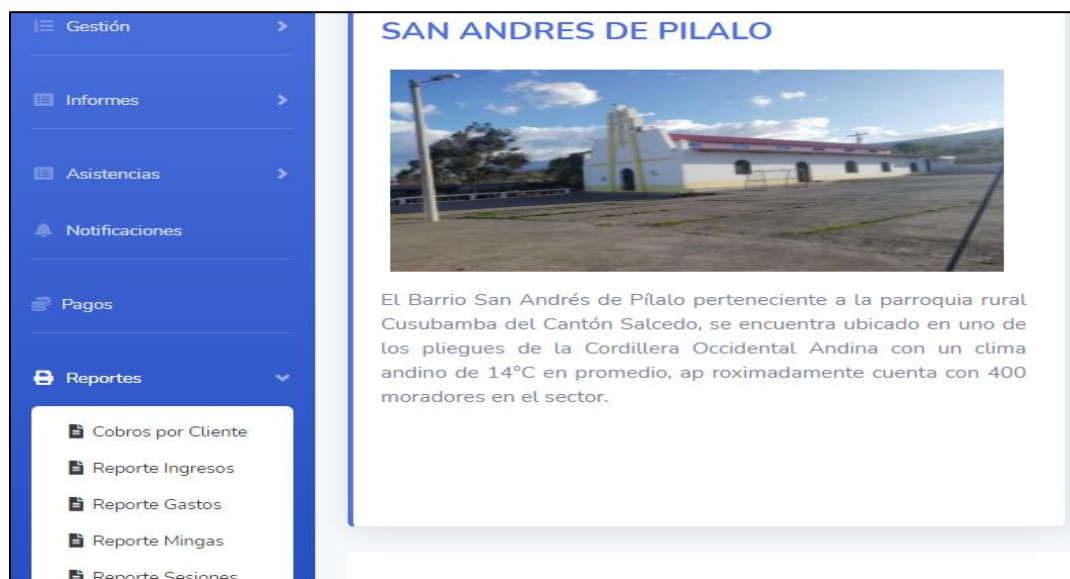 Gestión
Informes
Asistencias
Notificaciones
Pagos
Reportes
Cobros por Cliente
Reporte Ingresos
Reporte Gastos
Reporte Mingas
Reporte Sesiones
SAN ANDRES DE PILALO
El Barrio San Andrés de Pílalo perteneciente a la parroquia rural
Cusubamba del Cantón Salcedo, se encuentra ubicado en uno de
los pliegues de la Cordillera Occidental Andina con un clima
andino de 14°C en promedio, ap roximadamente cuenta con 400
moradores en el sector.